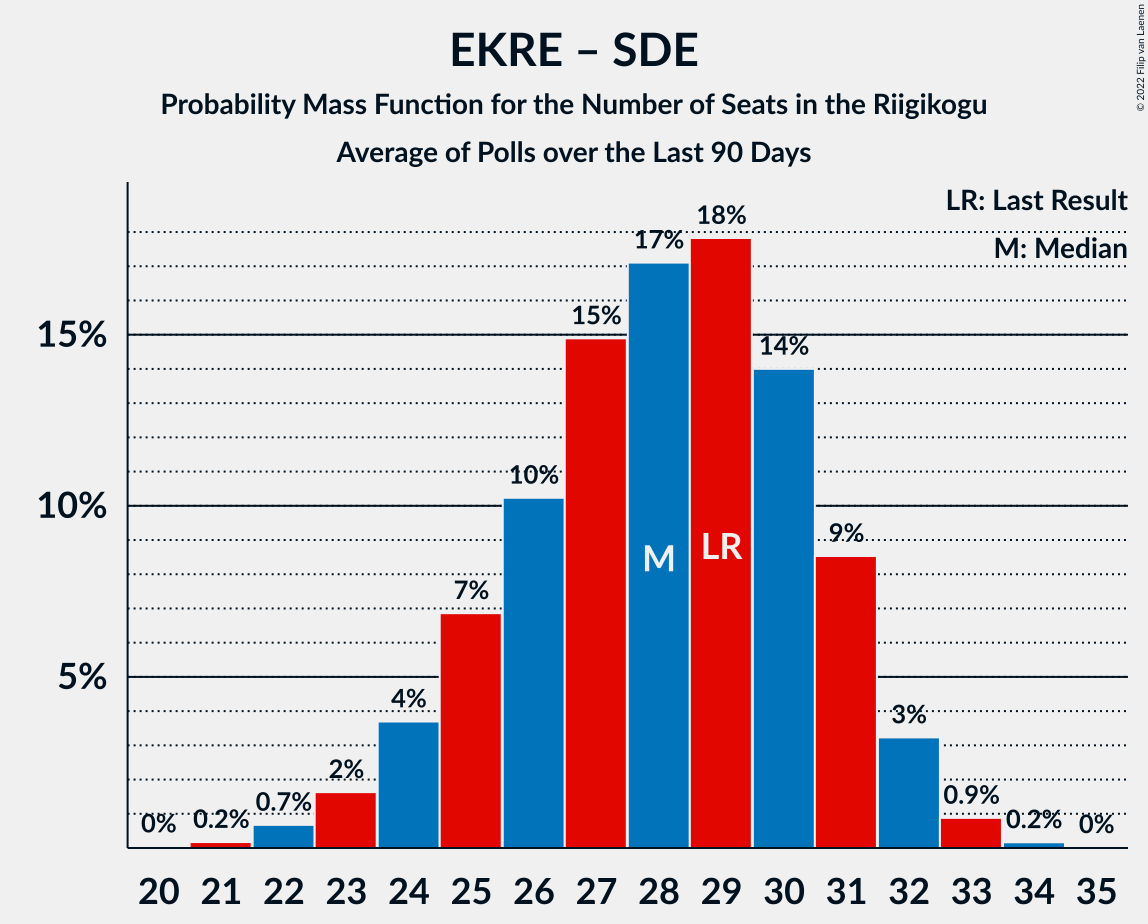 EKRE – SDE
Probability Mass Function for the Number of Seats in the Riigikogu
Average of Polls over the Last 90 Days
© 2022 Filip van Laenen
LR: Last Result
M: Median
15%
10%
5%
0%
0.2%
0.7%
2%
4%
7%
10%
15%
17%
18%
14%
9%
3%
0.9%
0.2%
0%
M
LR
20 21 22 23 24 25 26 27 28 29 30 31 32 33 34 35